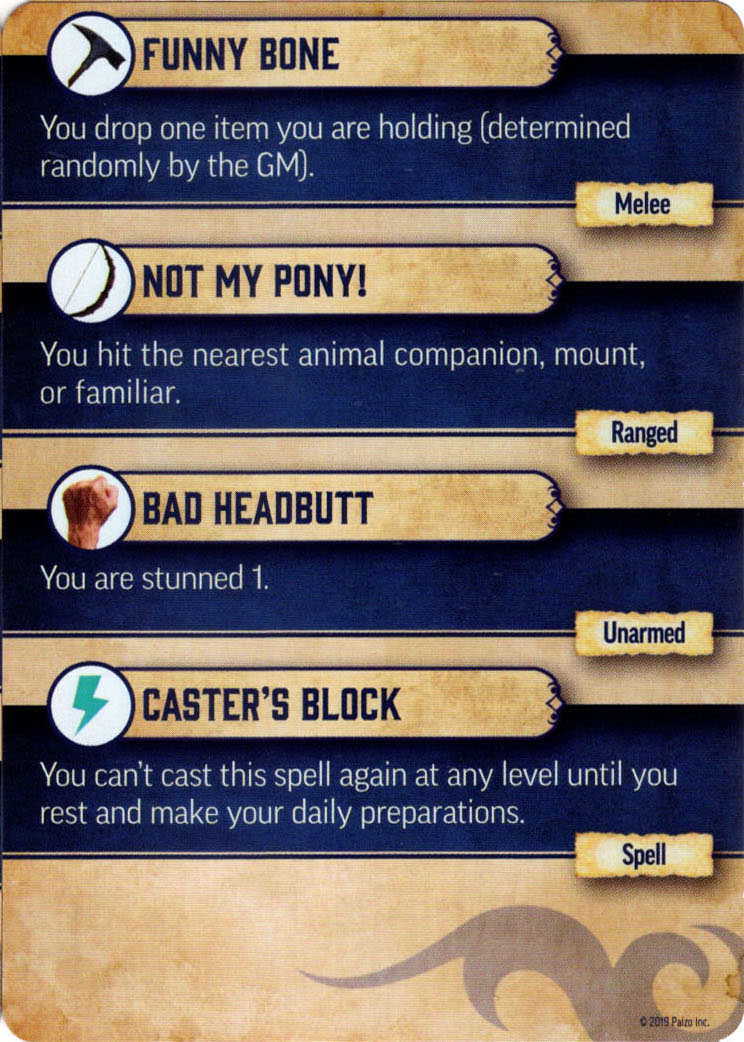 FUNNY BONE
You drop one item you are holding (determined
randomly by the GM).
Melee
NOT MY PONY!
You hit the nearest animal companion, mount,
or familiar.
Ranged
BAD HEADBUTT
You are stunned 1.
Unarmed
CASTER'S BLOCK
You can't cast this spell again at any level until you
rest and make your daily preparations.
Spell
© 2019 Paizo Inc.